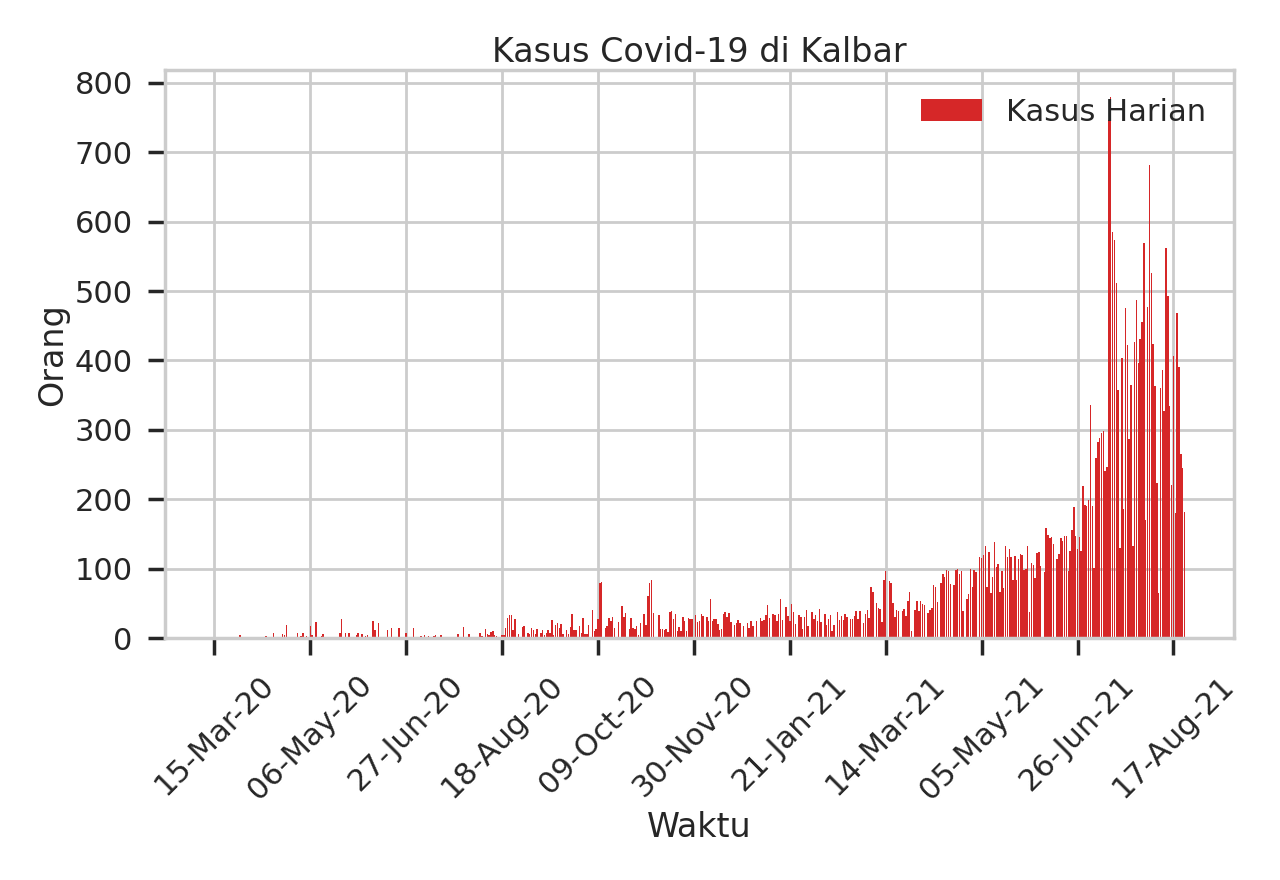 Kasus Covid-19 di Kalbar
Kasus Harian
Orang
800
700
600
500
400
300
200
100
0
15-Mar-20
06-May-20
27-Jun-20
18-Aug-20
09-Oct-20
30-Nov-20
21-Jan-21
14-Mar-21
05-May-21
26-Jun-21
17-Aug-21
Waktu